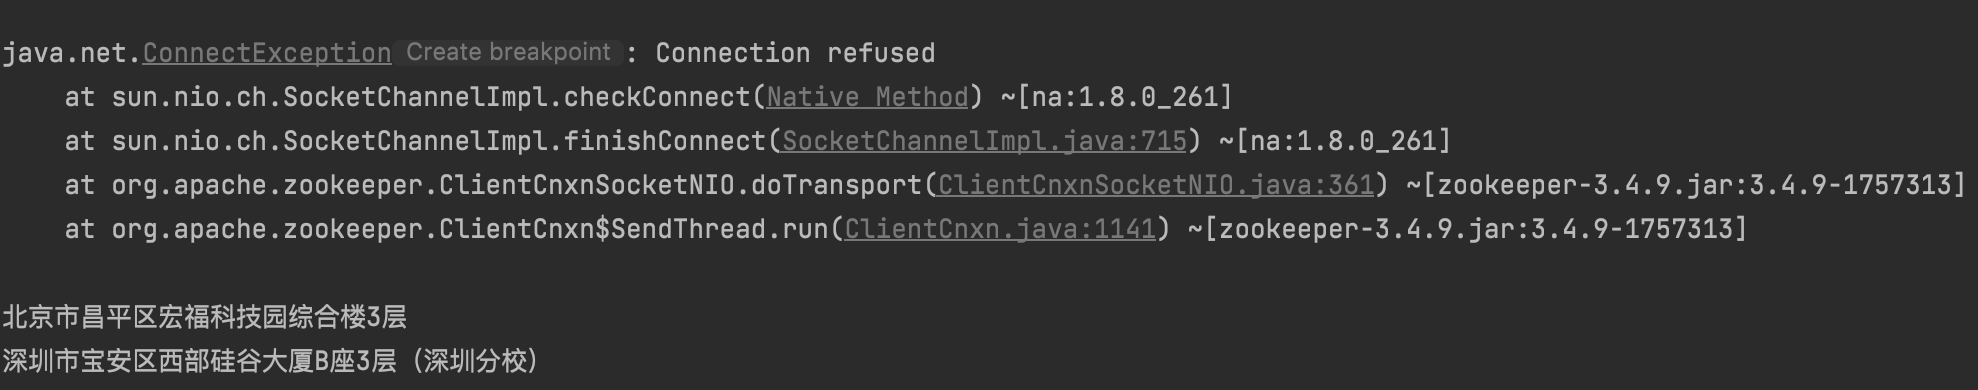 java.net.ConnectException Create breakpoint : Connection refused
at sun.nio.ch.SocketChannelImpl.checkConnect(Native Method) ~[na:1.8.0_261]
at sun.nio.ch.SocketChannelImpl.finishConnect(SocketChannelImpl.java:715) ~[na:1.8.0_261]
at org.apache.zookeeper.ClientCnxnSocketNIO.doTransport(ClientCnxnSocketNIO.java:361) ~[zookeeper-3.4.9.jar:3.4.9-1757313]
at org.apache.zookeeper.ClientCnxn$SendThread.run(ClientCnxn.java:1141) ~[zookeeper-3.4.9.jar:3.4.9-1757313]
北京市昌平区宏福科技园综合楼3层
深圳市宝安区西部硅谷大厦B座3层（深圳分校）